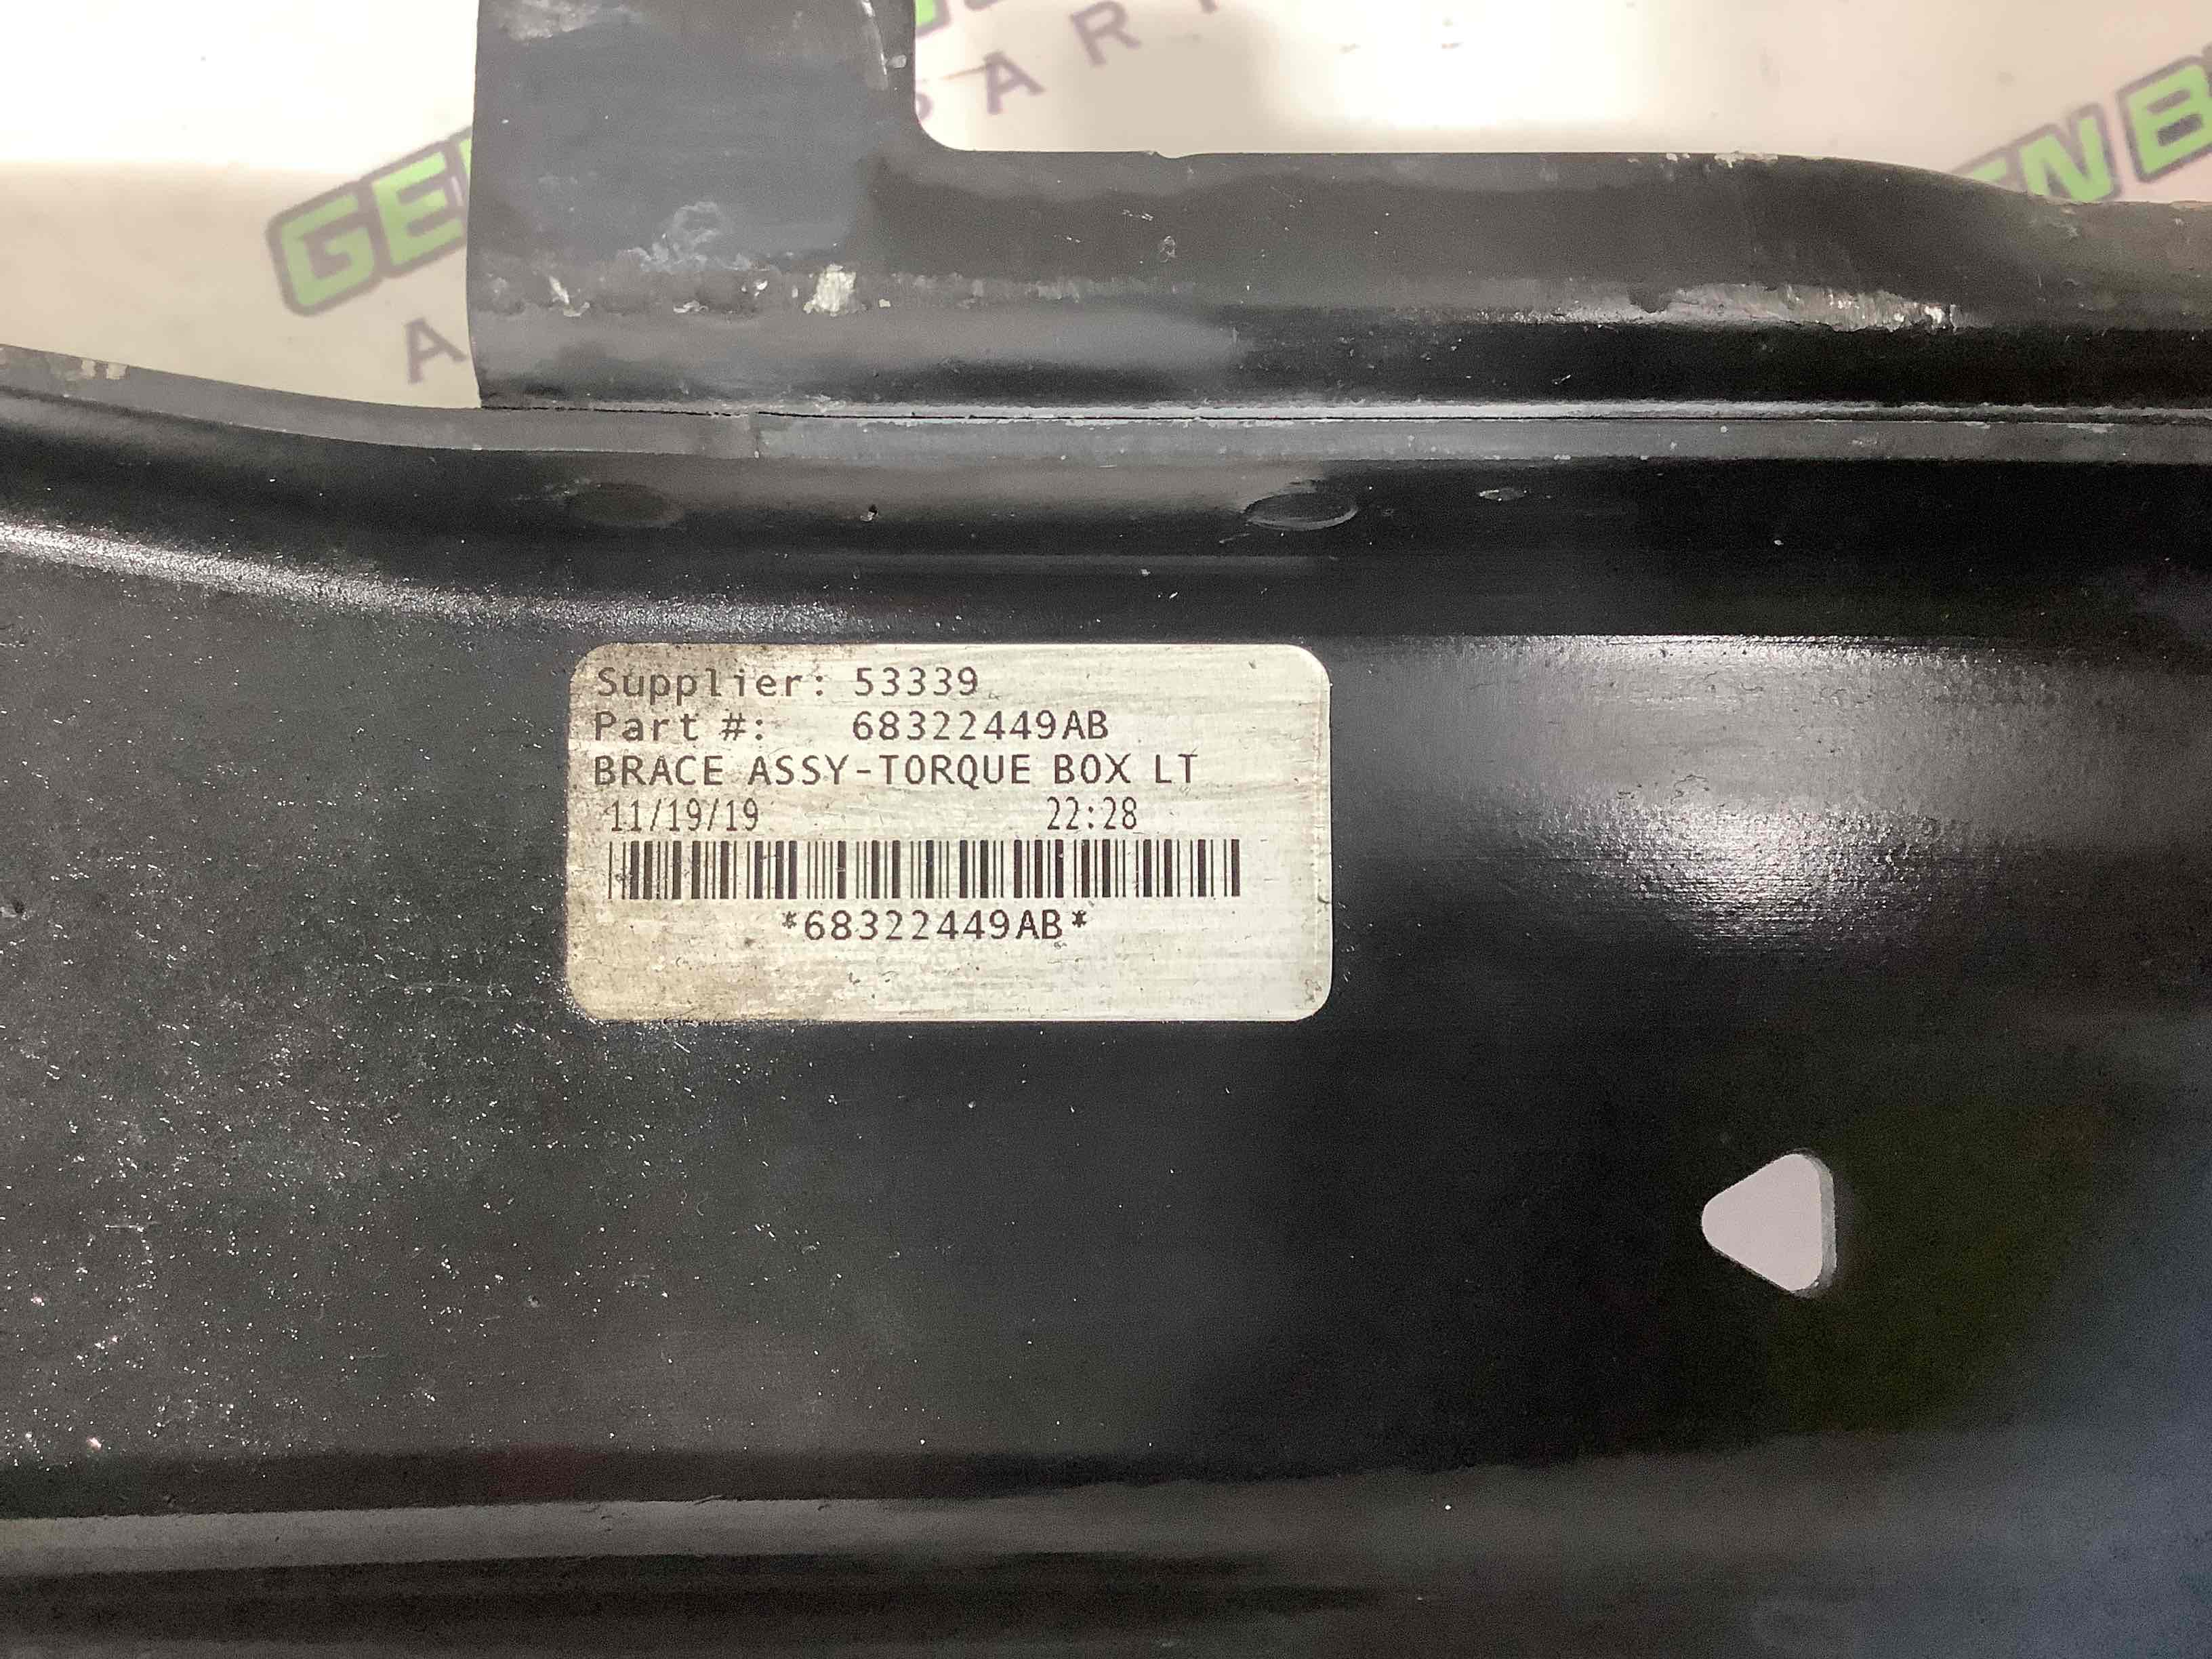 Supplier: 53339
Part #: 68322449AB
BRACE ASSY-TORQUE BOX LT
11/19/19 22:28
*68322449AB*